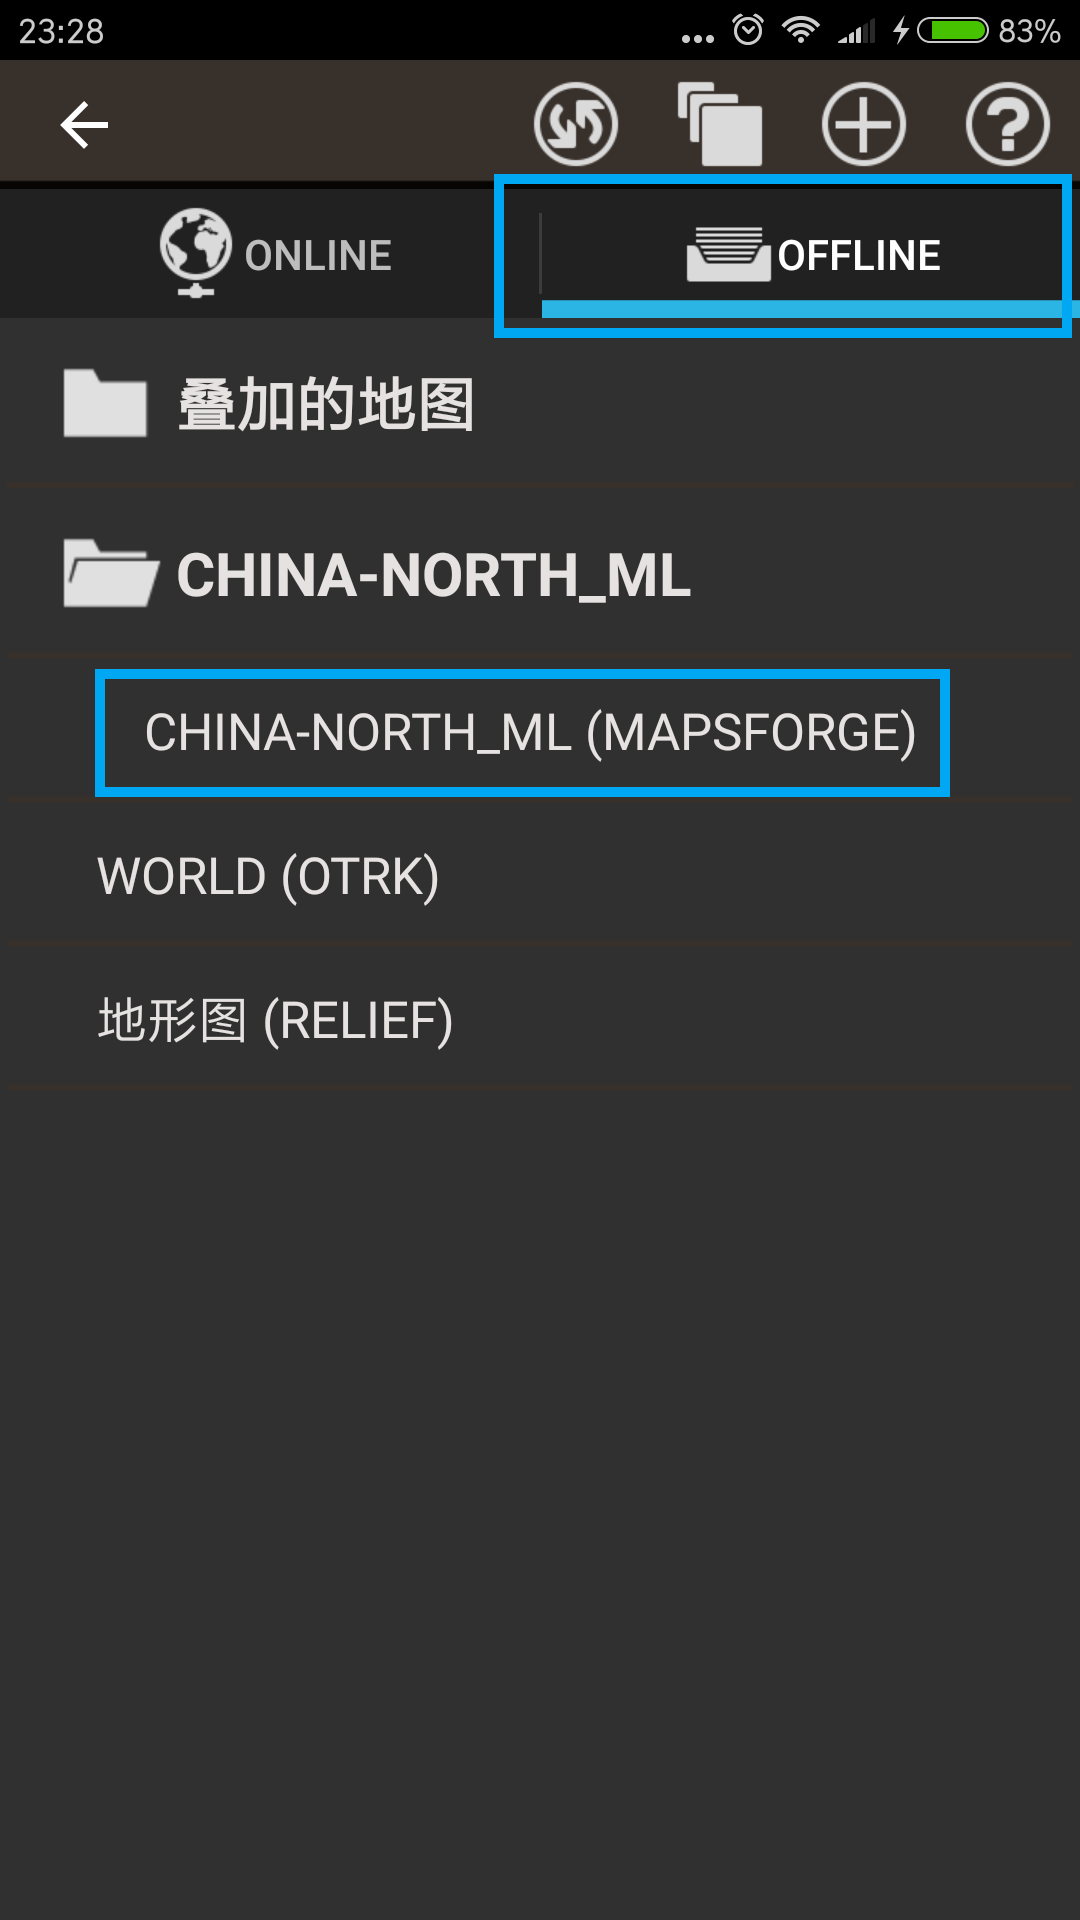 23:28
83%
ONLINE
OFFLINE
叠加的地图
CHINA-NORTH_ML
CHINA-NORTH_ML (MAPSFORGE)
WORLD (OTRK)
地形图 (RELIEF)